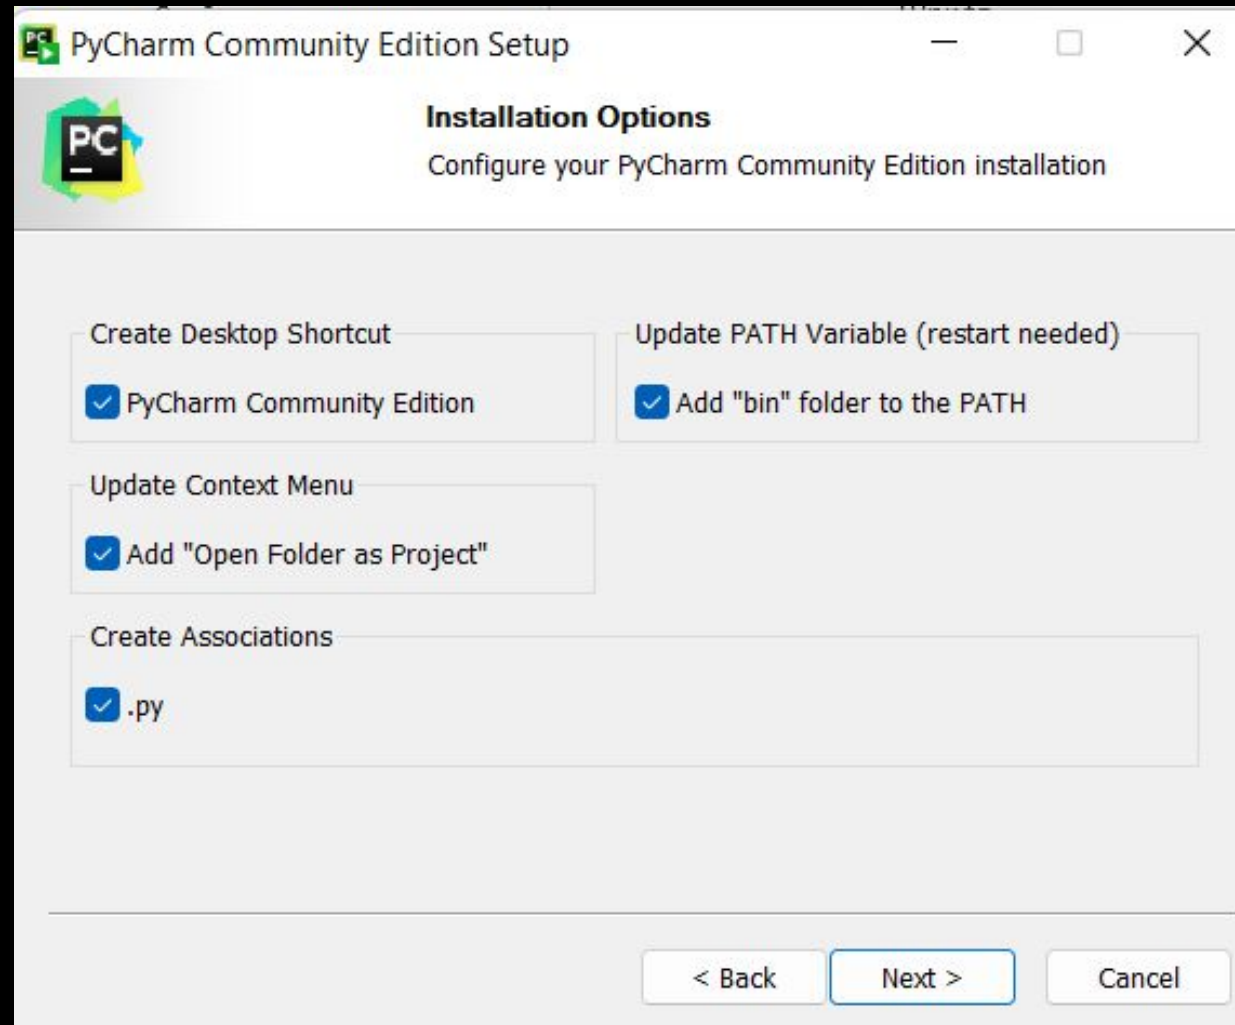 PyCharm Community Edition Setup
PC
Installation Options
Configure your PyCharm Community Edition installation
Create Desktop Shortcut
PyCharm Community Edition
Update PATH Variable (restart needed)
Add "bin" folder to the PATH
Update Context Menu
Add "Open Folder as Project"
Create Associations
.py
< Back
Next >
Cancel